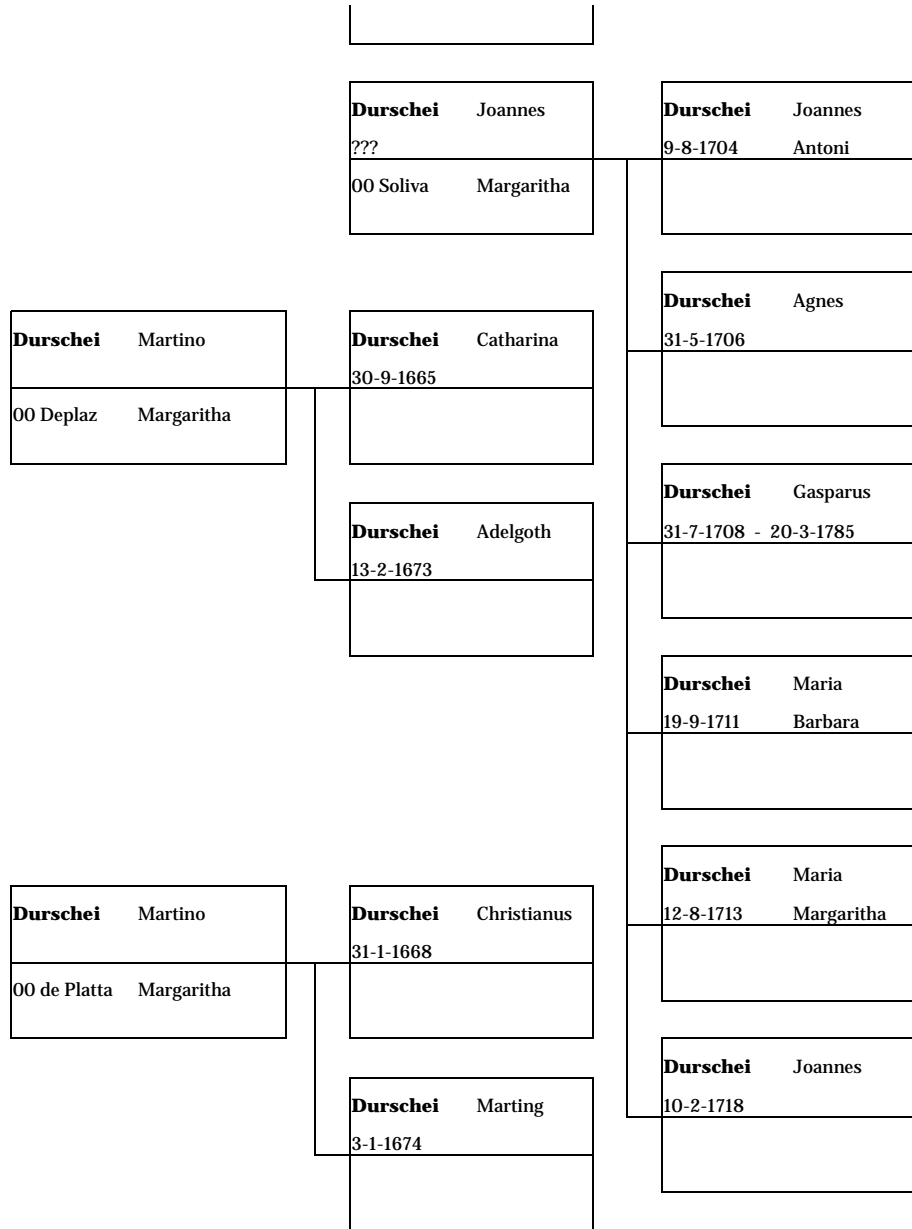 Durschei Joannes
???
00 Soliva Margaritha
Durschei Joannes
9-8-1704 Antoni
Durschei Agnes
31-5-1706
Durschei Martino
00 Deplaz Margaritha
Durschei Catharina
30-9-1665
Durschei Gasparus
31-7-1708 - 20-3-1785
Durschei Adelgoth
13-2-1673
Durschei Maria
19-9-1711 Barbara
Durschei Maria
12-8-1713 Margaritha
Durschei Martino
00 de Platta Margaritha
Durschei Christianus
31-1-1668
Durschei Joannes
10-2-1718
Durschei Marting
3-1-1674